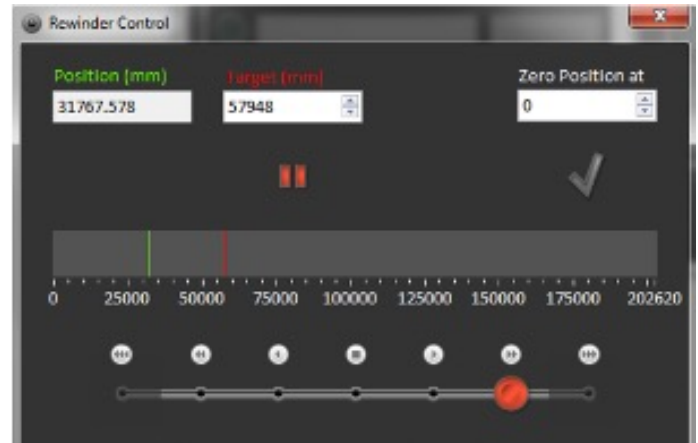 Rewinder Control
Position (mm) Target (mm) Zero Position at
31767.578 57948 0
0 25000 50000 75000 100000 125000 150000 175000 202620